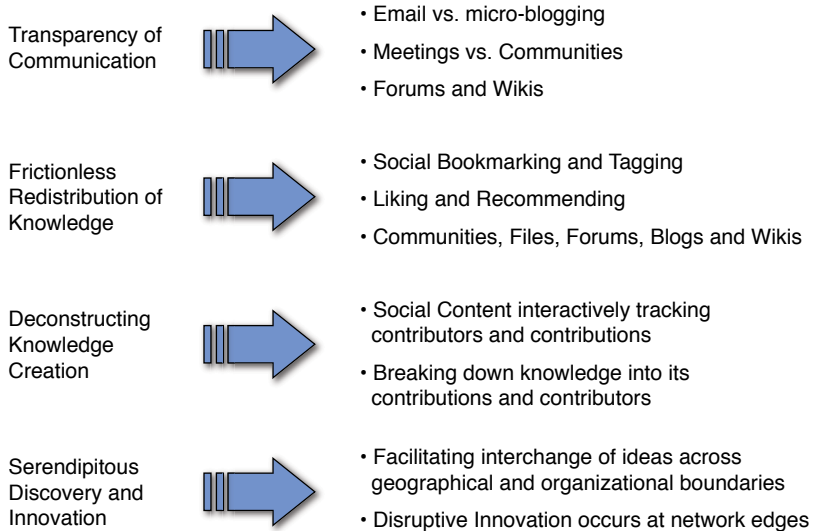 Transparency of
Communication
• Email vs. micro-blogging
• Meetings vs. Communities
• Forums and Wikis
Frictionless
Redistribution of
Knowledge
• Social Bookmarking and Tagging
• Liking and Recommending
• Communities, Files, Forums, Blogs and Wikis
Deconstructing
Knowledge
Creation
• Social Content interactively tracking
contributors and contributions
• Breaking down knowledge into its
contributions and contributors
Serendipitous
Discovery and
Innovation
• Facilitating interchange of ideas across
geographical and organizational boundaries
• Disruptive Innovation occurs at network edges